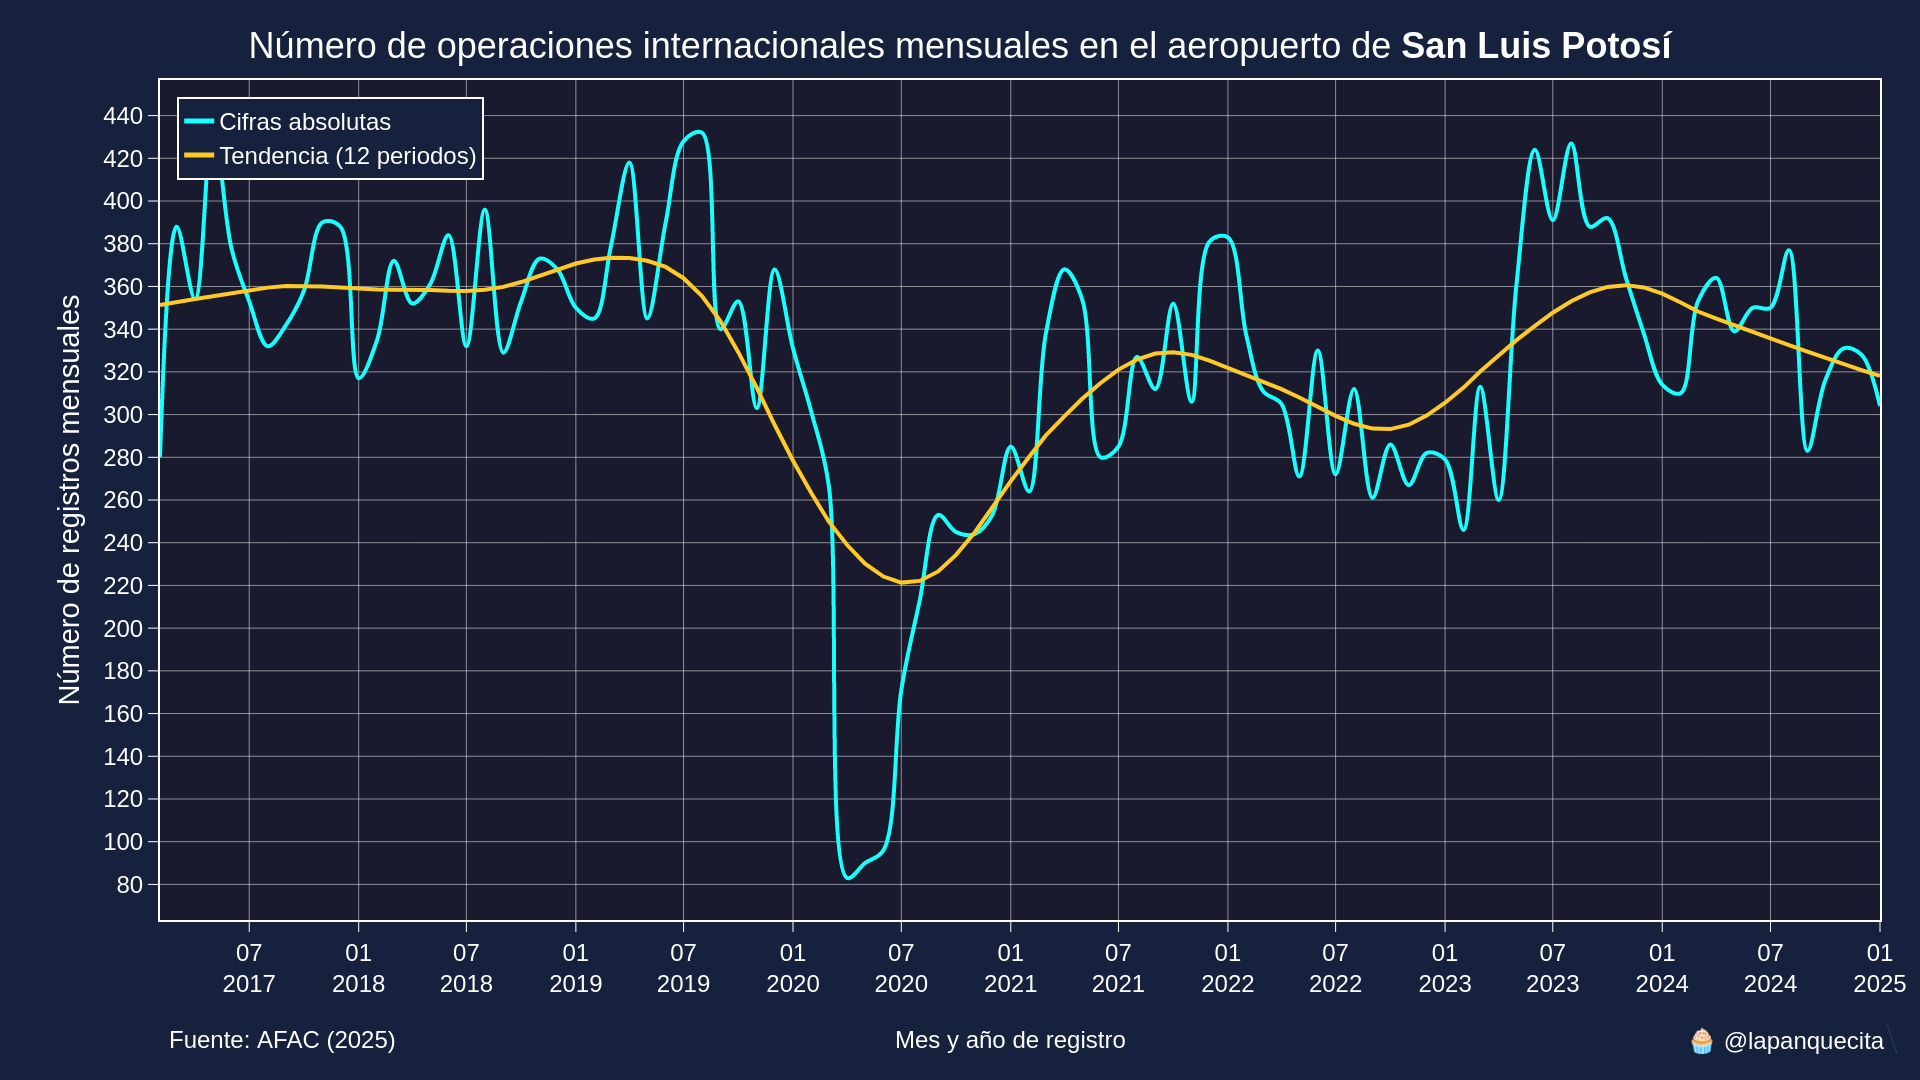 Número de operaciones internacionales mensuales en el aeropuerto de San Luis Potosí
Cifras absolutas
Tendencia (12 periodos)
Número de registros mensuales
440
420
400
380
360
340
320
300
280
260
240
220
200
180
160
140
120
100
80
07 01 07 01 07 01 07 01 07 01 07 01 07 01 07 01
2017 2018 2018 2019 2019 2020 2020 2021 2021 2022 2022 2023 2023 2024 2024 2025
Fuente: AFAC (2025) Mes y año de registro 🧁 @lapanquecita